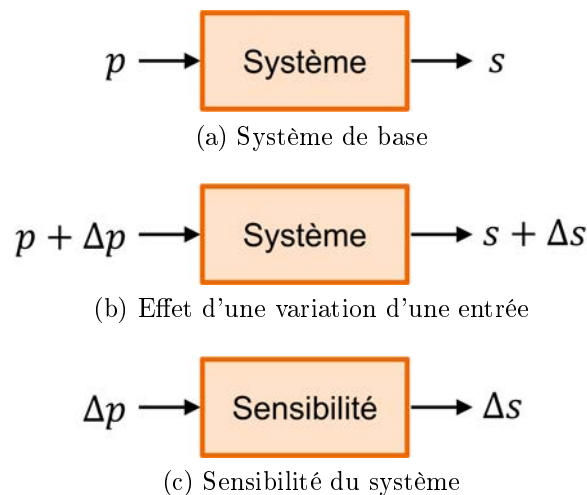 p Système s
(a) Système de base
p + Δp Système s + Δs
(b) Effet d'une variation d'une entrée
Δp Sensibilité Δs
(c) Sensibilité du système